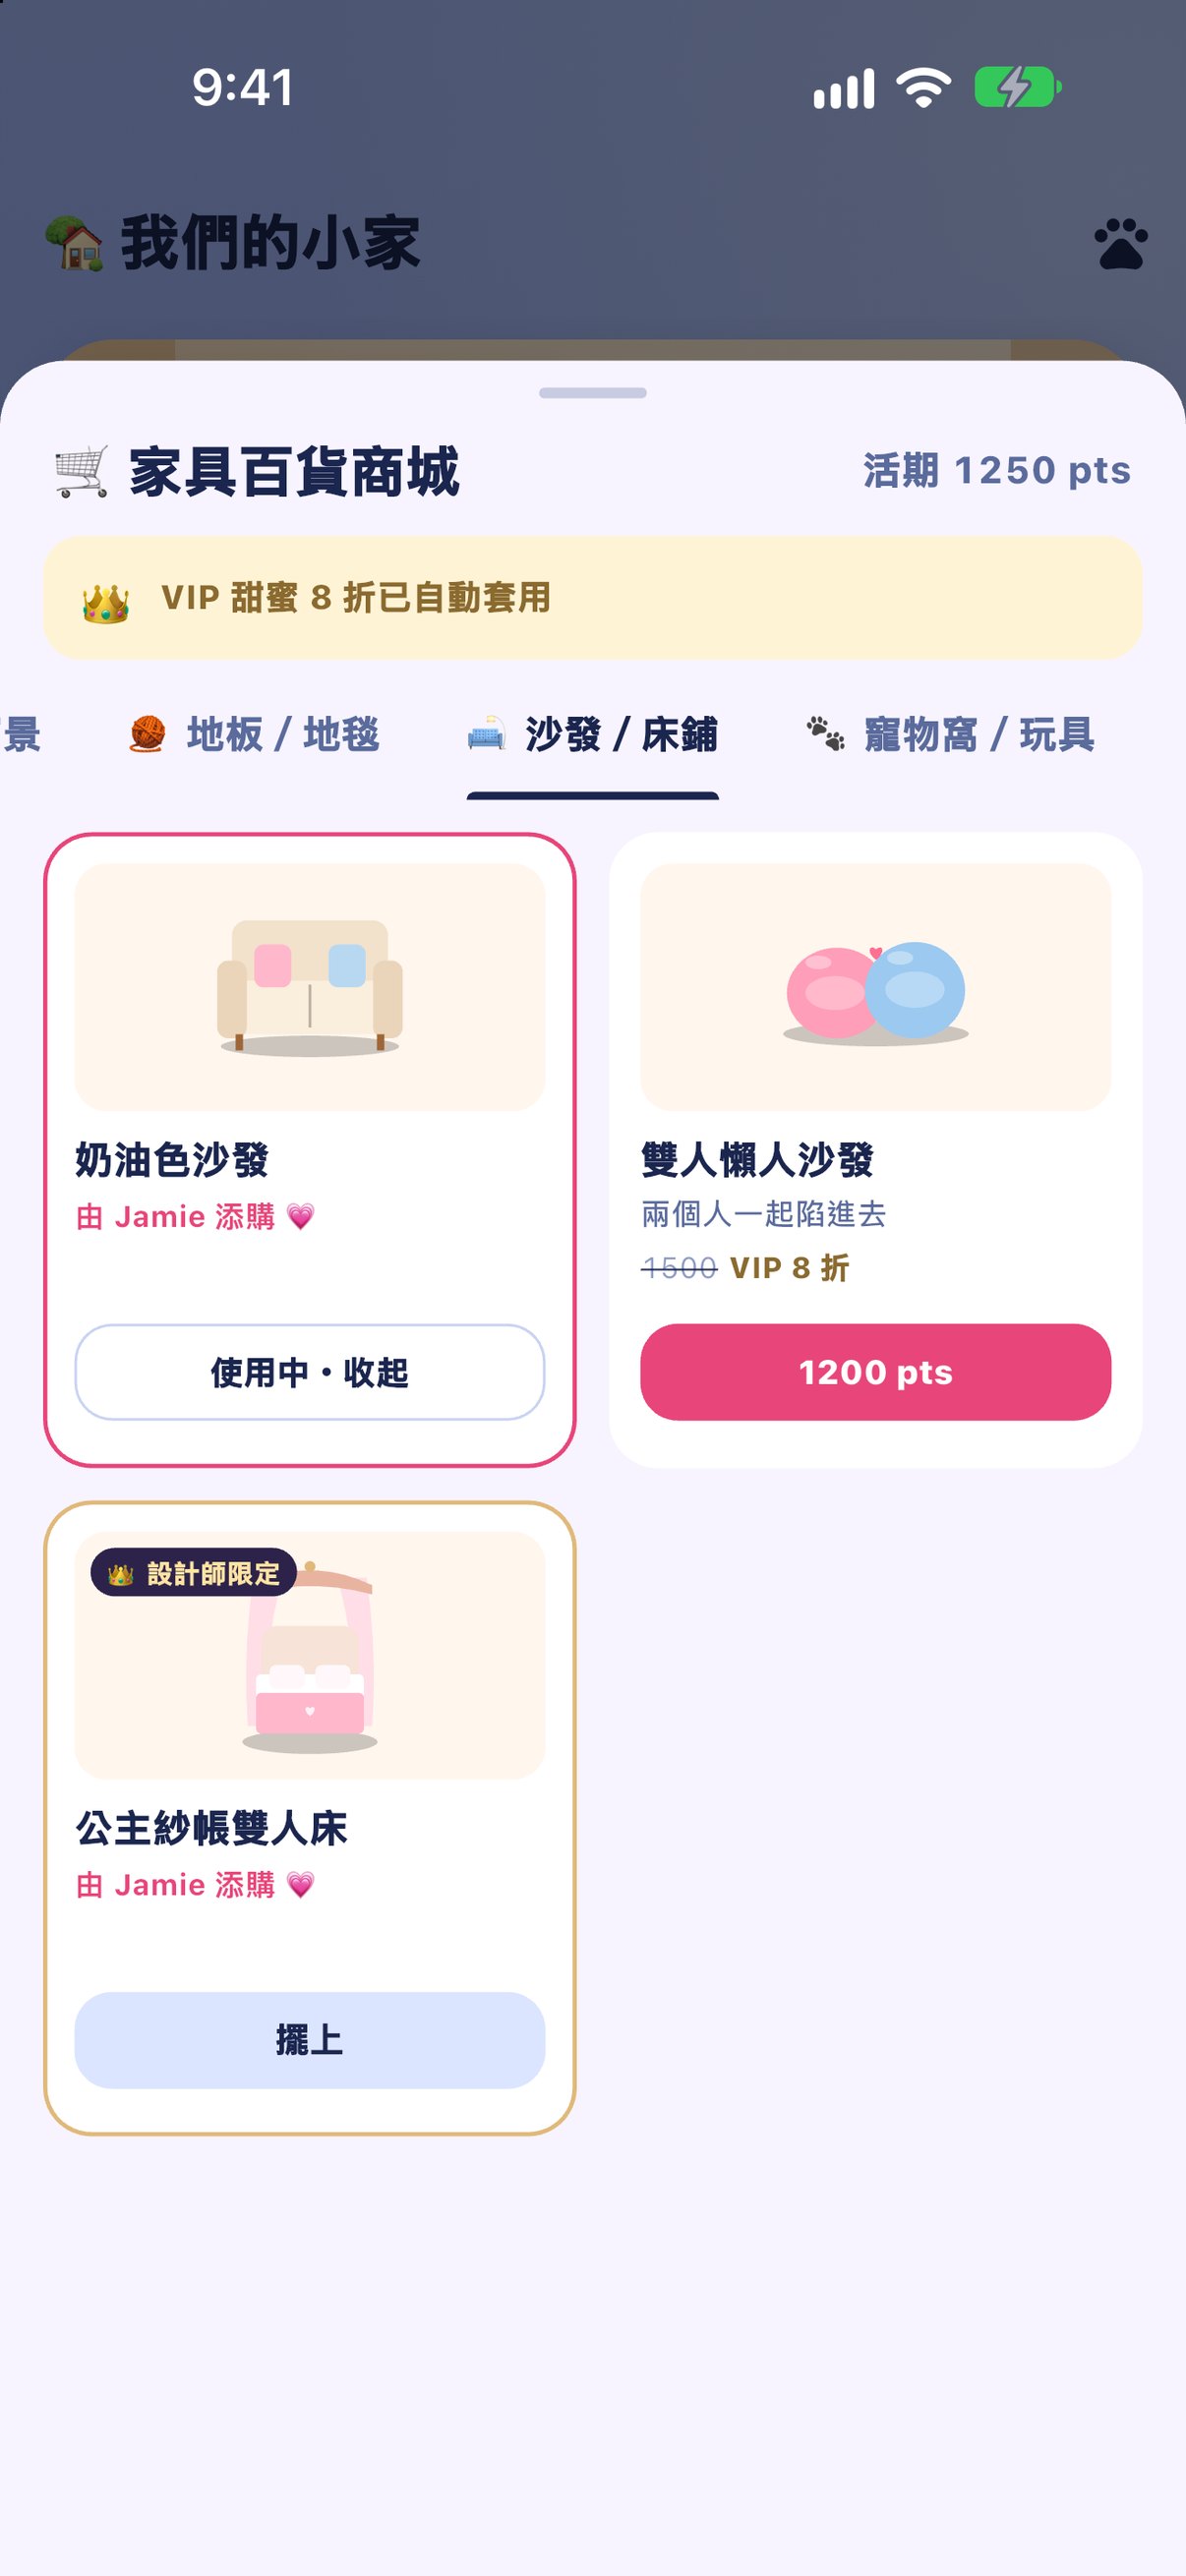 9:41
我們的小家
家具百貨商城
活期 1250 pts
VIP 甜蜜 8 折已自動套用
景
地板 / 地毯
沙發 / 床鋪
寵物窩 / 玩具
奶油色沙發
由 Jamie 添購
使用中・收起
雙人懶人沙發
兩個人一起陷進去
1500 VIP 8 折
1200 pts
設計師限定
公主紗帳雙人床
由 Jamie 添購
擺上